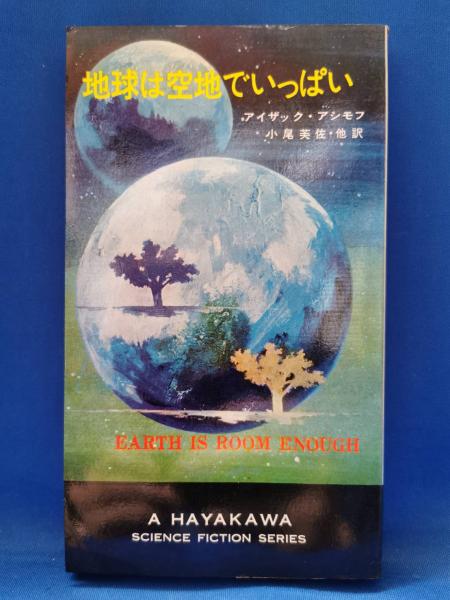 地球は空地でいっぱい
アイザック・アシモフ
小尾芙佐・他訳
EARTH IS ROOM ENOUGH
A HAYAKAWA
SCIENCE FICTION SERIES